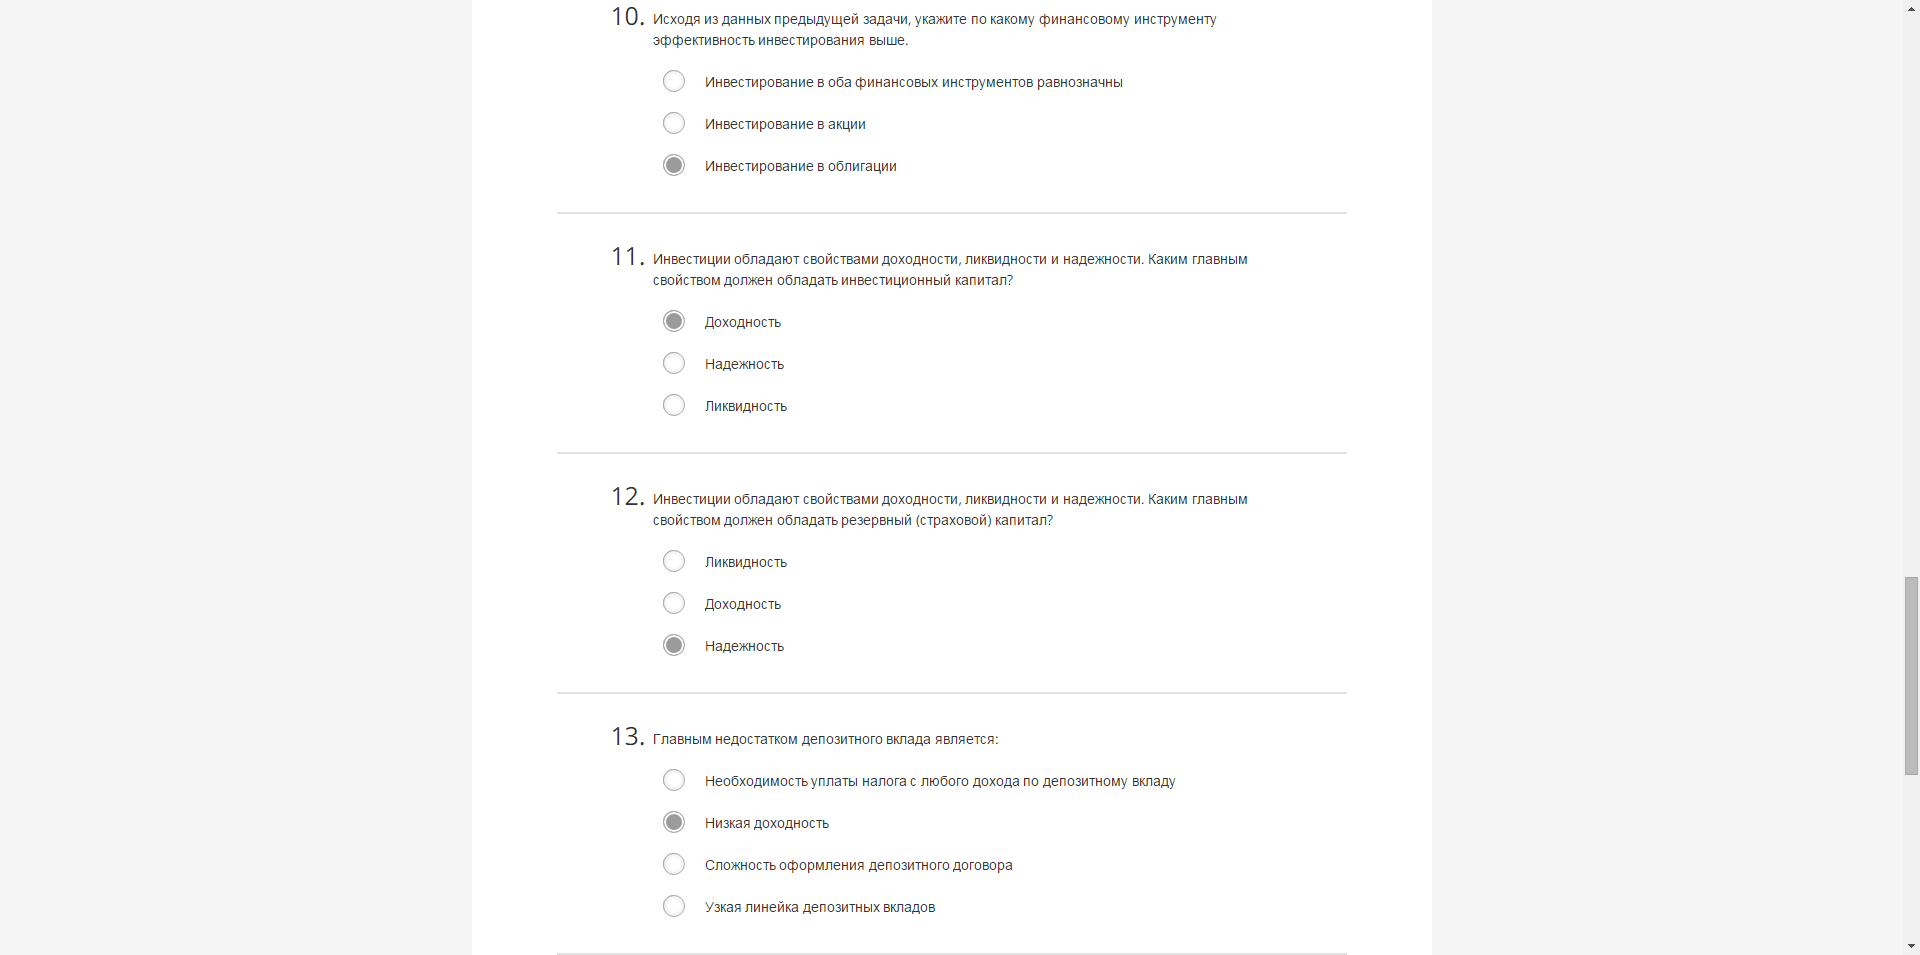 10. Исходя из данных предыдущей задачи, укажите по какому финансовому инструменту
эффективность инвестирования выше.
Инвестирование в оба финансовых инструментов равнозначны
Инвестирование в акции
Инвестирование в облигации
11. Инвестиции обладают свойствами доходности, ликвидности и надежности. Каким главным
свойством должен обладать инвестиционный капитал?
Доходность
Надежность
Ликвидность
12. Инвестиции обладают свойствами доходности, ликвидности и надежности. Каким главным
свойством должен обладать резервный (страховой) капитал?
Ликвидность
Доходность
Надежность
13. Главным недостатком депозитного вклада является:
Необходимость уплаты налога с любого дохода по депозитному вкладу
Низкая доходность
Сложность оформления депозитного договора
Узкая линейка депозитных вкладов